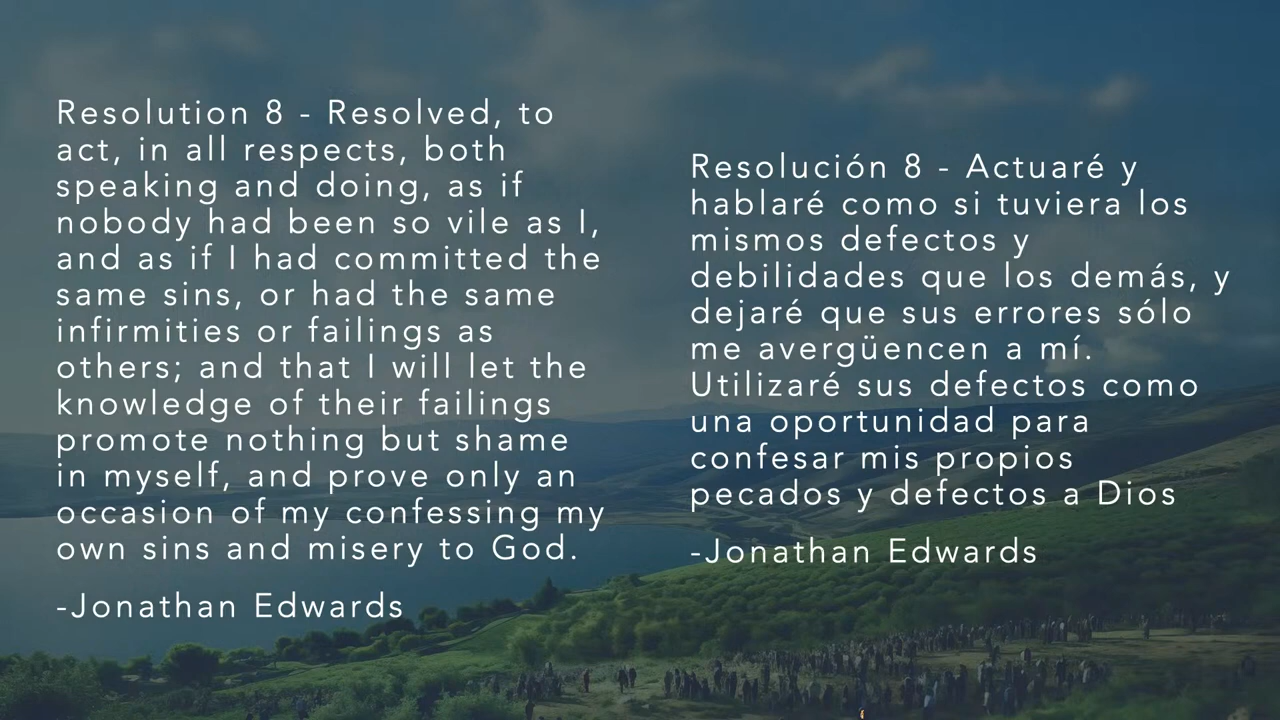 Resolution 8 - Resolved, to
act, in all respects, both
speaking and doing, as if
nobody had been so vile as I,
and as if I had committed the
same sins, or had the same
infirmities or failings as
others; and that I will let the
knowledge of their failings
promote nothing but shame
in myself, and prove only an
occasion of my confessing my
own sins and misery to God.
-Jonathan Edwards
Resolución 8 - Actuaré y
hablaré como si tuviera los
mismos defectos y
debilidades que los demás, y
dejaré que sus errores sólo
me avergüencen a mí.
Utilizaré sus defectos como
una oportunidad para
confesar mis propios
pecados y defectos a Dios
-Jonathan Edwards